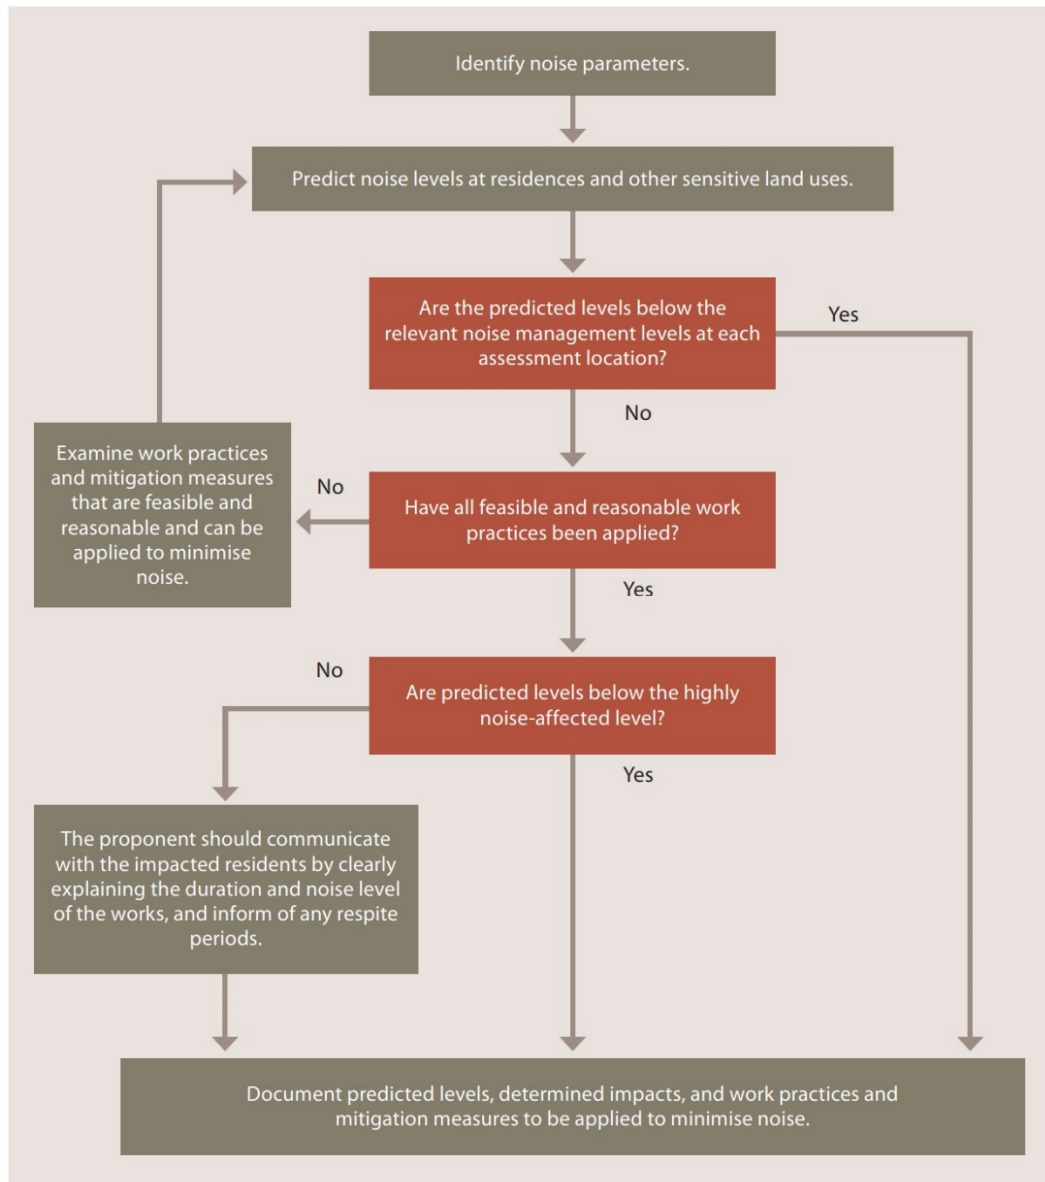 Identify noise parameters.
Predict noise levels at residences and other sensitive land uses.
Are the predicted levels below the
relevant noise management levels at each
assessment location?
Yes
No
Examine work practices
and mitigation measures
that are feasible and
reasonable and can be
applied to minimise
noise.
No
Have all feasible and reasonable work
practices been applied?
Yes
No
Are predicted levels below the highly
noise-affected level?
Yes
The proponent should communicate
with the impacted residents by clearly
explaining the duration and noise level
of the works, and inform of any respite
periods.
Document predicted levels, determined impacts, and work practices and
mitigation measures to be applied to minimise noise.